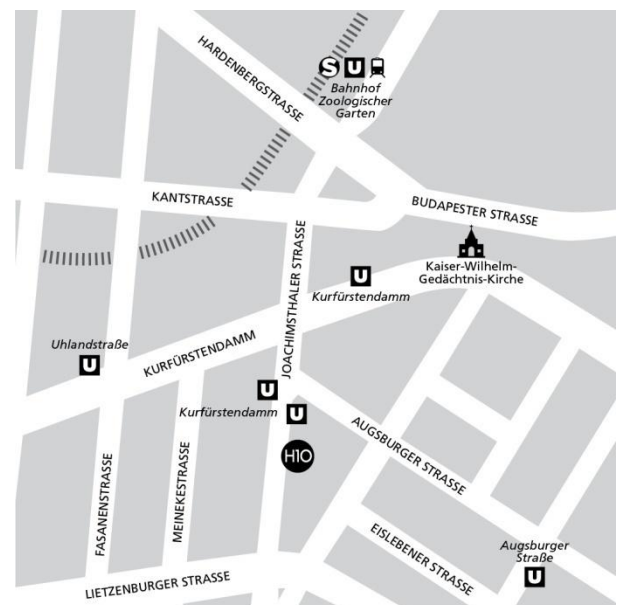 HARDENBERGSTRASSE
S U
Bahnhof
Zoologischer
Garten
KANTSTRASSE
BUDAPESTER STRASSE
JOACHIMSTHALER STRASSE
U
Kurfürstendamm
Kaiser-Wilhelm-
Gedächtnis-Kirche
Uhlandstraße
U
KURFÜRSTENDAMM
U
Kurfürstendamm
U
H10
AUGSBURGER STRASSE
FASANENSTRASSE
MEINEKESTRASSE
EISLEBENER STRASSE
Augsburger
Straße
U
LIETZENBURGER STRASSE